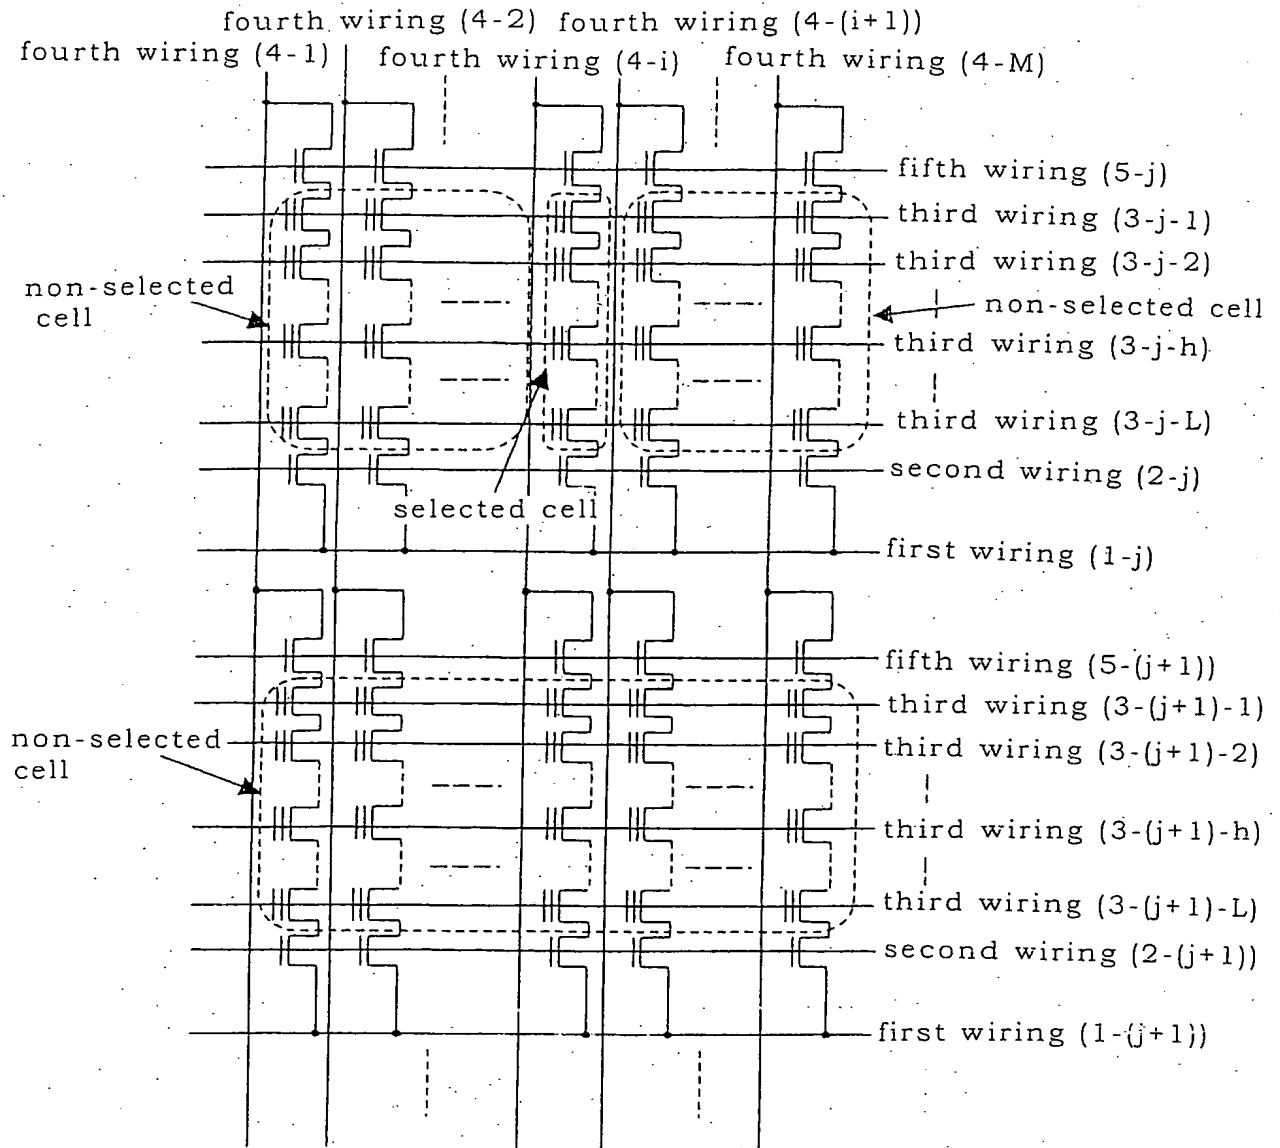 fourth wiring (4-2)
fourth wiring (4-(i+1))
fourth wiring (4-1)
fourth wiring (4-i)
fourth wiring (4-M)
fifth wiring (5-j)
third wiring (3-j-1)
third wiring (3-j-2)
non-selected
cell
non-selected cell
third wiring (3-j-h)
third wiring (3-j-L)
second wiring (2-j)
selected cell
first wiring (1-j)
fifth wiring (5-(j+1))
third wiring (3-(j+1)-1)
non-selected
cell
third wiring (3-(j+1)-2)
third wiring (3-(j+1)-h)
third wiring (3-(j+1)-L)
second wiring (2-(j+1))
first wiring (1-(j+1))